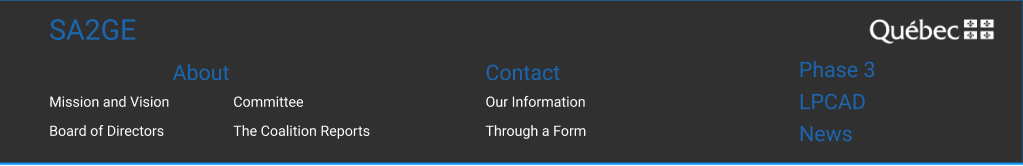 SA2GE
Québec
About
Mission and Vision
Committee
Board of Directors
The Coalition Reports
Contact
Our Information
Through a Form
Phase 3
LPCAD
News